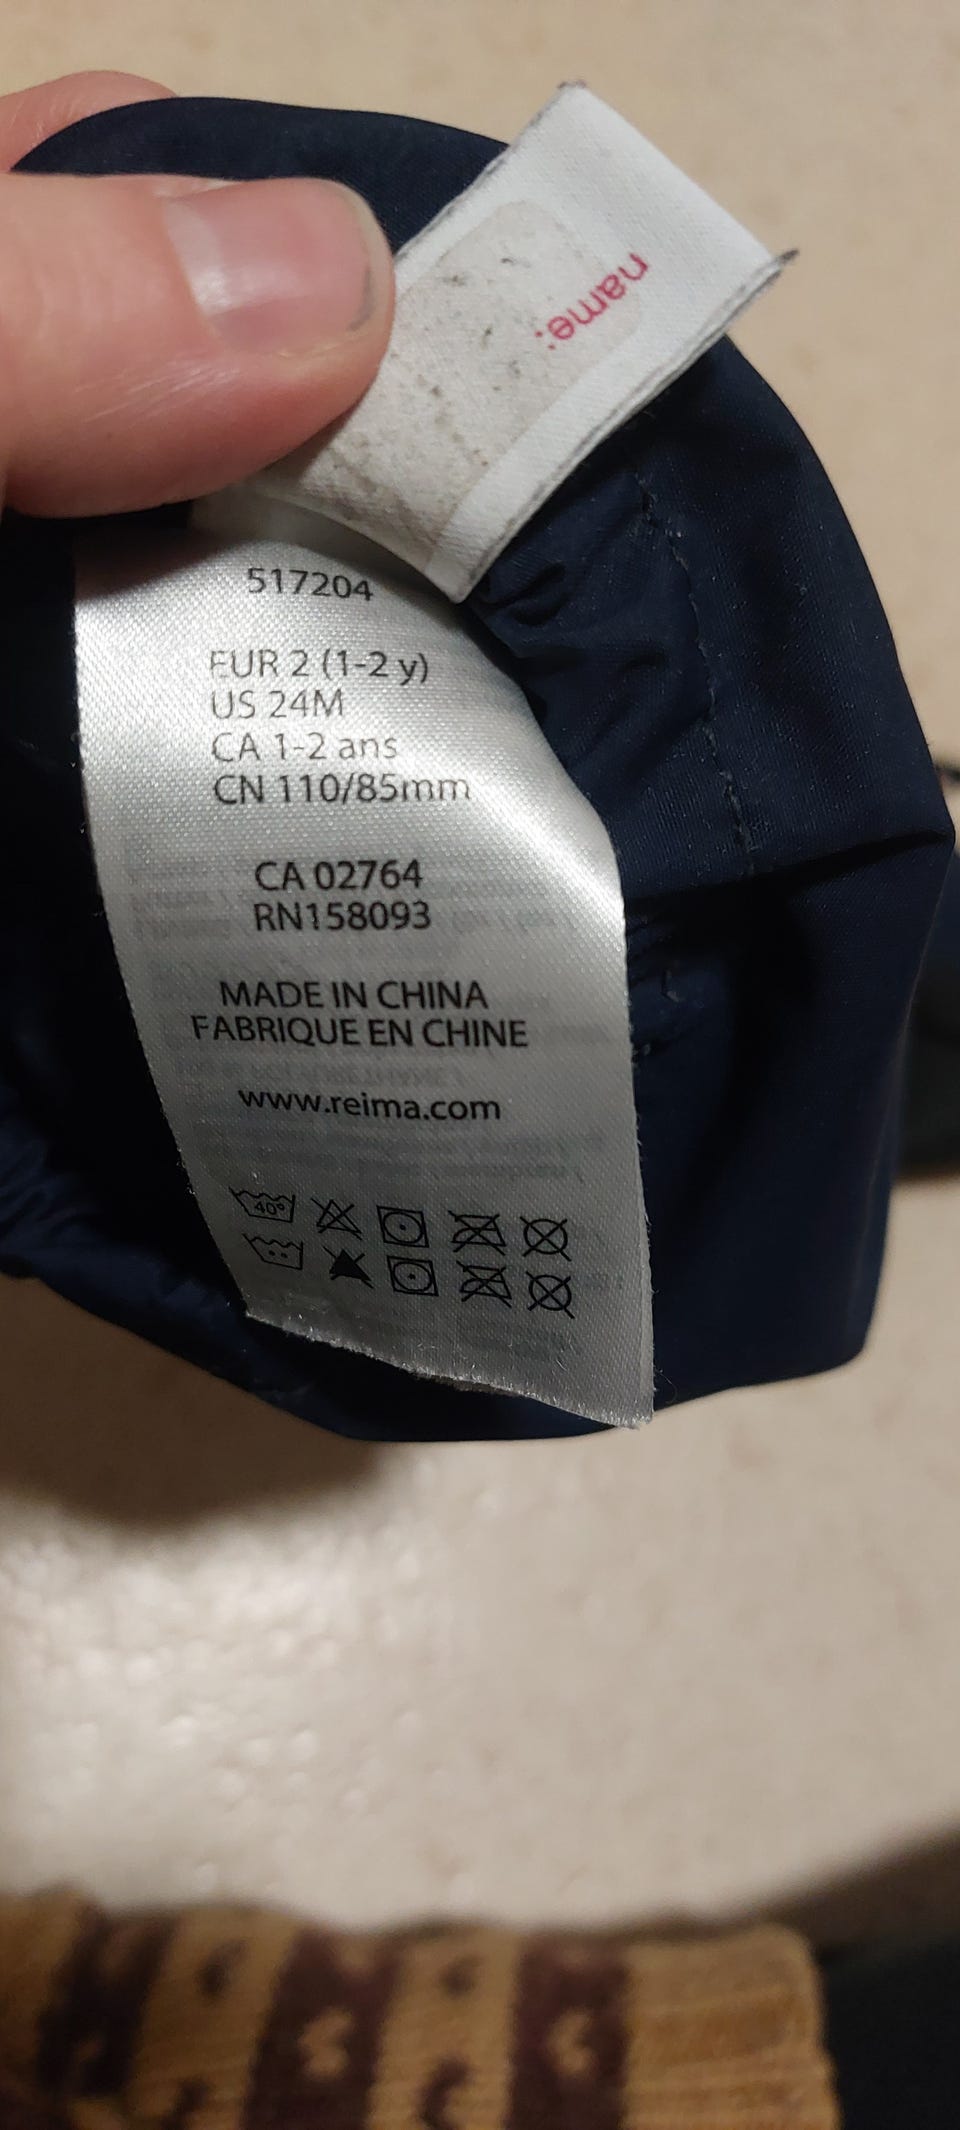 name:
517204
EUR 2 (1-2 y)
US 24M
CA 1-2 ans
CN 110/85mm
CA 02764
RN158093
MADE IN CHINA
FABRIQUE EN CHINE
www.reima.com
40°